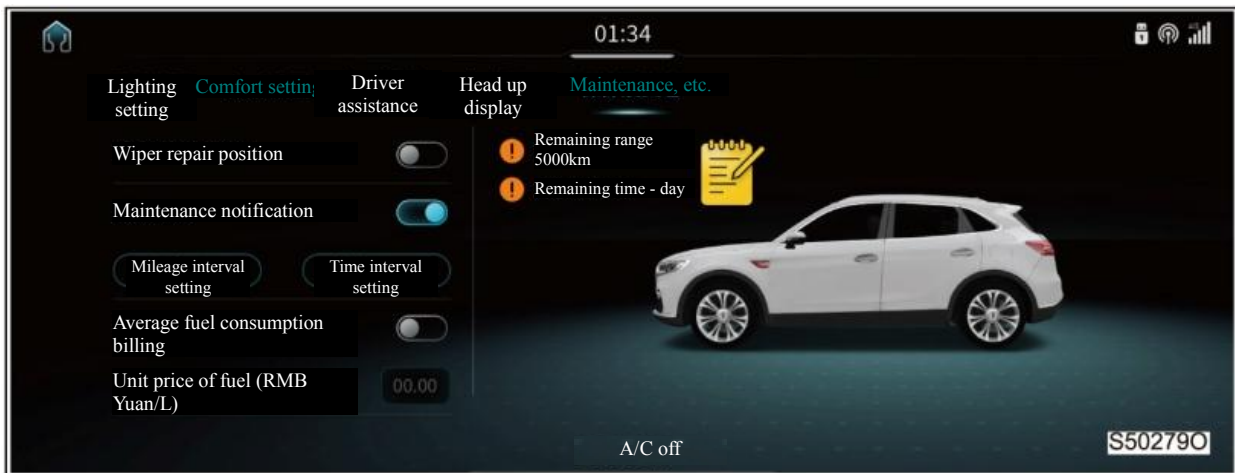 01:34
Lighting setting
Comfort settin
Driver assistance
Head up display
Maintenance, etc.
Wiper repair position
Remaining range 5000km
Remaining time - day
Maintenance notification
Mileage interval setting
Time interval setting
Average fuel consumption billing
Unit price of fuel (RMB Yuan/L)
00.00
A/C off
S50279O